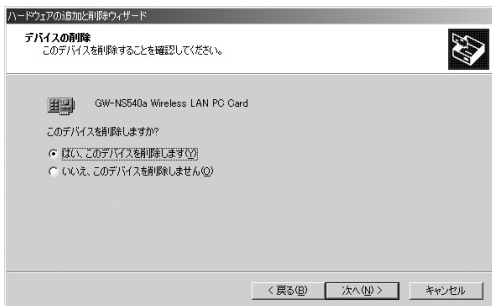 ハードウェアの追加と削除ウィザード
デバイスの削除
このデバイスを削除することを確認してください。
GW-NS540a Wireless LAN PC Card
このデバイスを削除しますか?
はい、このデバイスを削除します(Y)
いいえ、このデバイスを削除しません(O)
< 戻る(B)
次へ(N) >
キャンセル